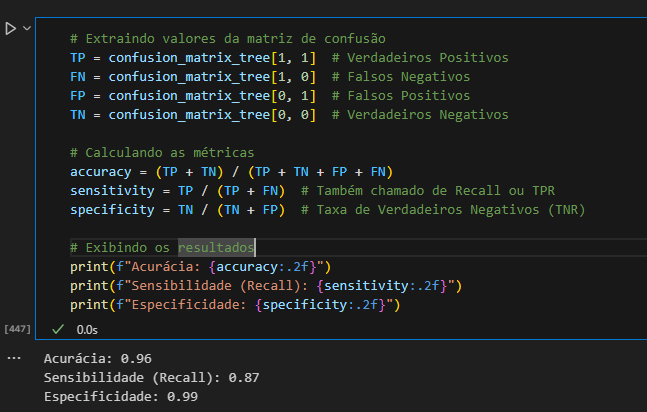 # Extraindo valores da matriz de confusão
TP = confusion_matrix_tree[1, 1]  # Verdadeiros Positivos
FN = confusion_matrix_tree[1, 0]  # Falsos Negativos
FP = confusion_matrix_tree[0, 1]  # Falsos Positivos
TN = confusion_matrix_tree[0, 0]  # Verdadeiros Negativos

# Calculando as métricas
accuracy = (TP + TN) / (TP + TN + FP + FN)
sensitivity = TP / (TP + FN)  # Também chamado de Recall ou TPR
specificity = TN / (TN + FP)  # Taxa de Verdadeiros Negativos (TNR)

# Exibindo os resultados
print(f"Acurácia: {accuracy:.2f}")
print(f"Sensibilidade (Recall): {sensitivity:.2f}")
print(f"Especificidade: {specificity:.2f}")
[447] ✓ 0.0s
... Acurácia: 0.96
Sensibilidade (Recall): 0.87
Especificidade: 0.99